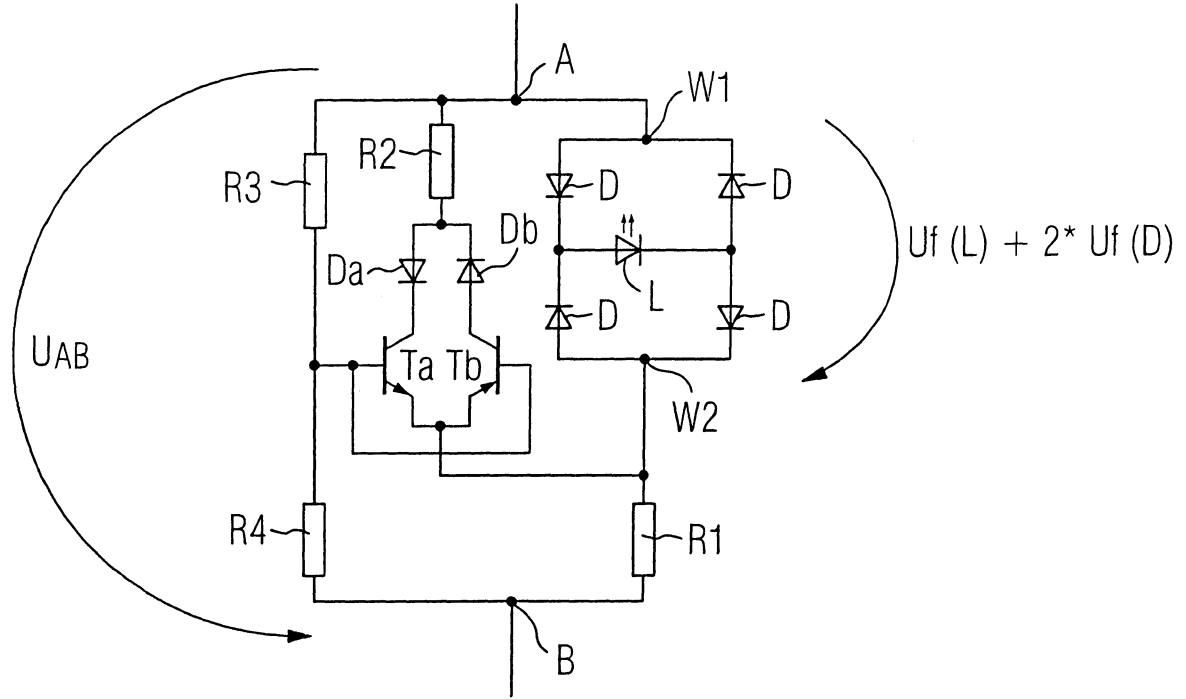 A
W1
R2
R3
D
D
Db
Da
Uf (L) + 2* Uf (D)
L
D
D
UAB
Ta
Tb
W2
R4
R1
B